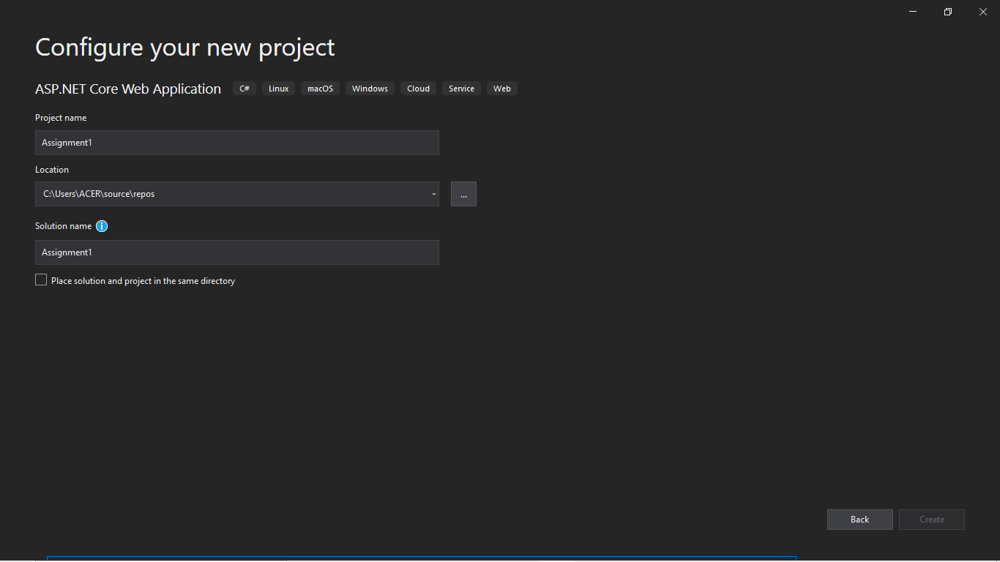 Configure your new project
ASP.NET Core Web Application C# Linux macOS Windows Cloud Service Web
Project name
Assignment1
Location
C:\Users\ACER\source\repos
...
Solution name
Assignment1
Place solution and project in the same directory
Back Create